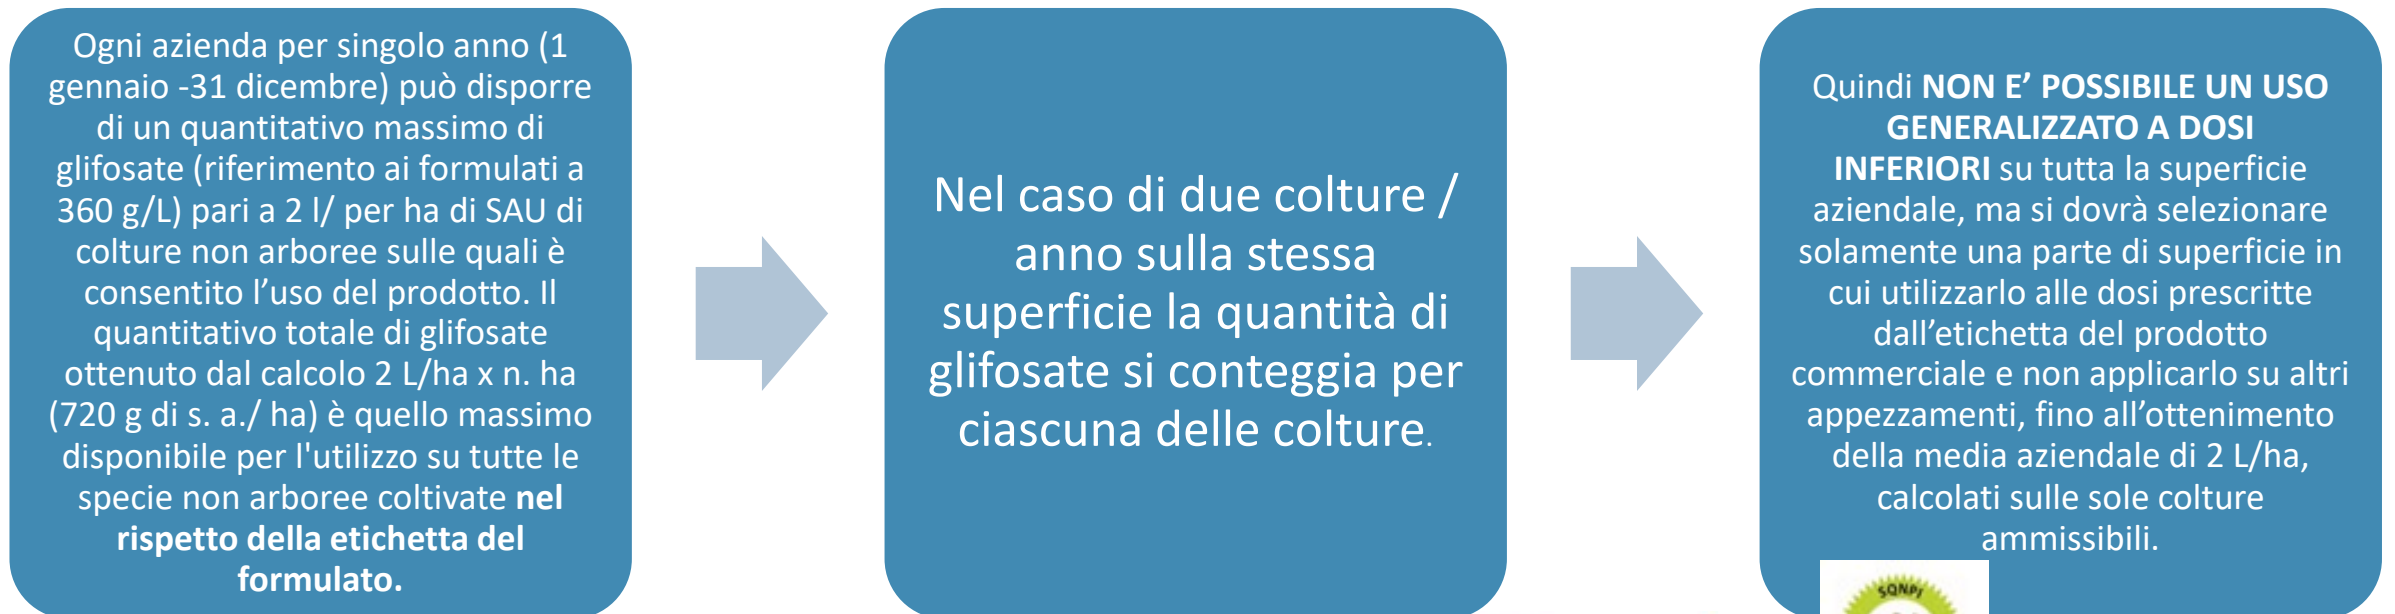 Ogni azienda per singolo anno (1
gennaio -31 dicembre) può disporre
di un quantitativo massimo di
glifosate (riferimento ai formulati a
360 g/L) pari a 2 l/ per ha di SAU di
colture non arboree sulle quali è
consentito l’uso del prodotto. Il
quantitativo totale di glifosate
ottenuto dal calcolo 2 L/ha x n. ha
(720 g di s. a./ ha) è quello massimo
disponibile per l'utilizzo su tutte le
specie non arboree coltivate nel
rispetto della etichetta del
formulato.
Nel caso di due colture /
anno sulla stessa
superficie la quantità di
glifosate si conteggia per
ciascuna delle colture.
Quindi NON E’ POSSIBILE UN USO
GENERALIZZATO A DOSI
INFERIORI su tutta la superficie
aziendale, ma si dovrà selezionare
solamente una parte di superficie in
cui utilizzarlo alle dosi prescritte
dall’etichetta del prodotto
commerciale e non applicarlo su altri
appezzamenti, fino all’ottenimento
della media aziendale di 2 L/ha,
calcolati sulle sole colture
ammissibili.
SQNPI